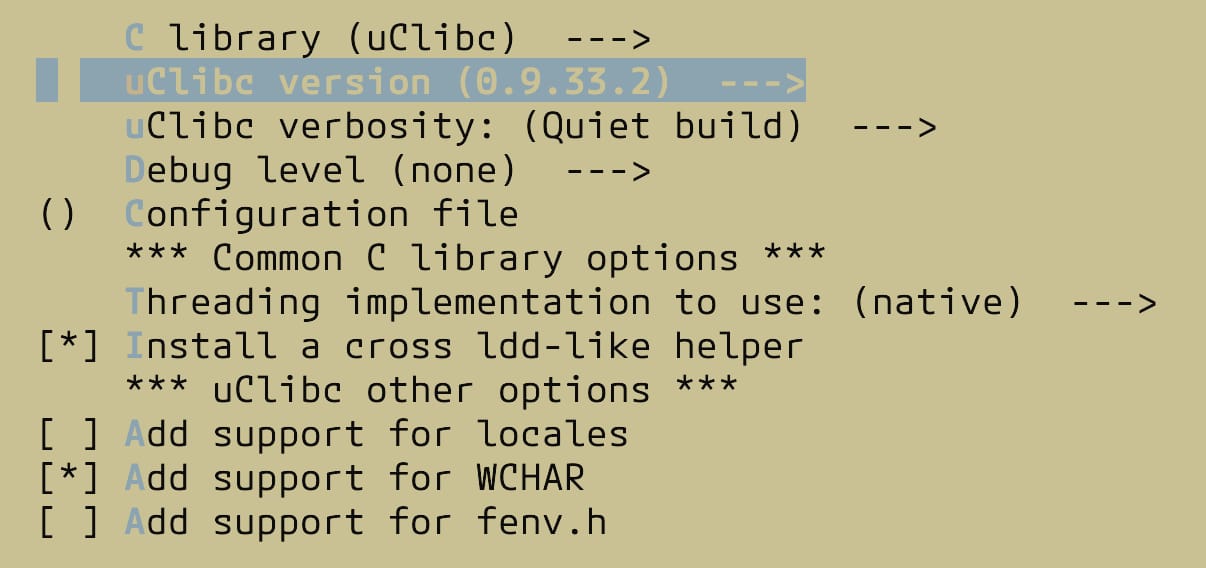 C library (uClibc)  --->
uClibc version (0.9.33.2)  --->
uClibc verbosity: (Quiet build)  --->
Debug level (none)  --->
()  Configuration file
*** Common C library options ***
Threading implementation to use: (native)  --->
[*] Install a cross ldd-like helper
*** uClibc other options ***
[ ] Add support for locales
[*] Add support for WCHAR
[ ] Add support for fenv.h